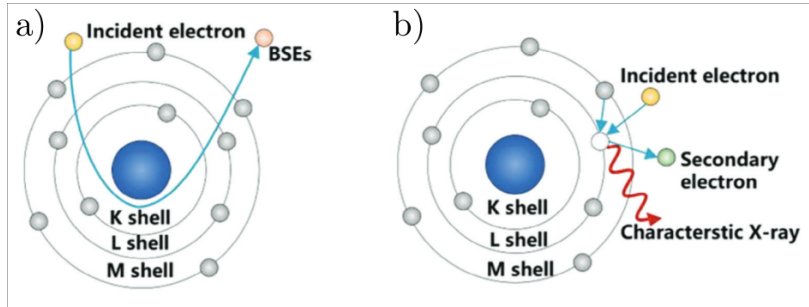 a)
Incident electron
BSEs
K shell
L shell
M shell
b)
Incident electron
Secondary
electron
Characterstic X-ray
K shell
L shell
M shell